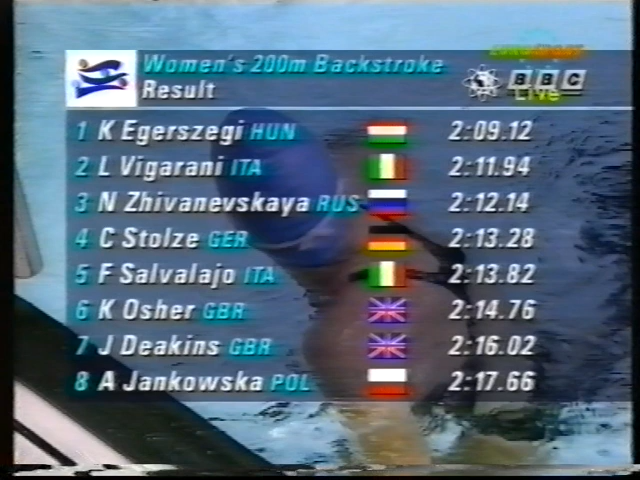 Women's 200m Backstroke
Result
EUROSPORT
BBC
Live
1 K Egerszegi HUN 2:09.12
2 L Vigarani ITA 2:11.94
3 N Zhivanevskaya RUS 2:12.14
4 C Stolze GER 2:13.28
5 F Salvalajo ITA 2:13.82
6 K Osher GBR 2:14.76
7 J Deakins GBR 2:16.02
8 A Jankowska POL 2:17.66